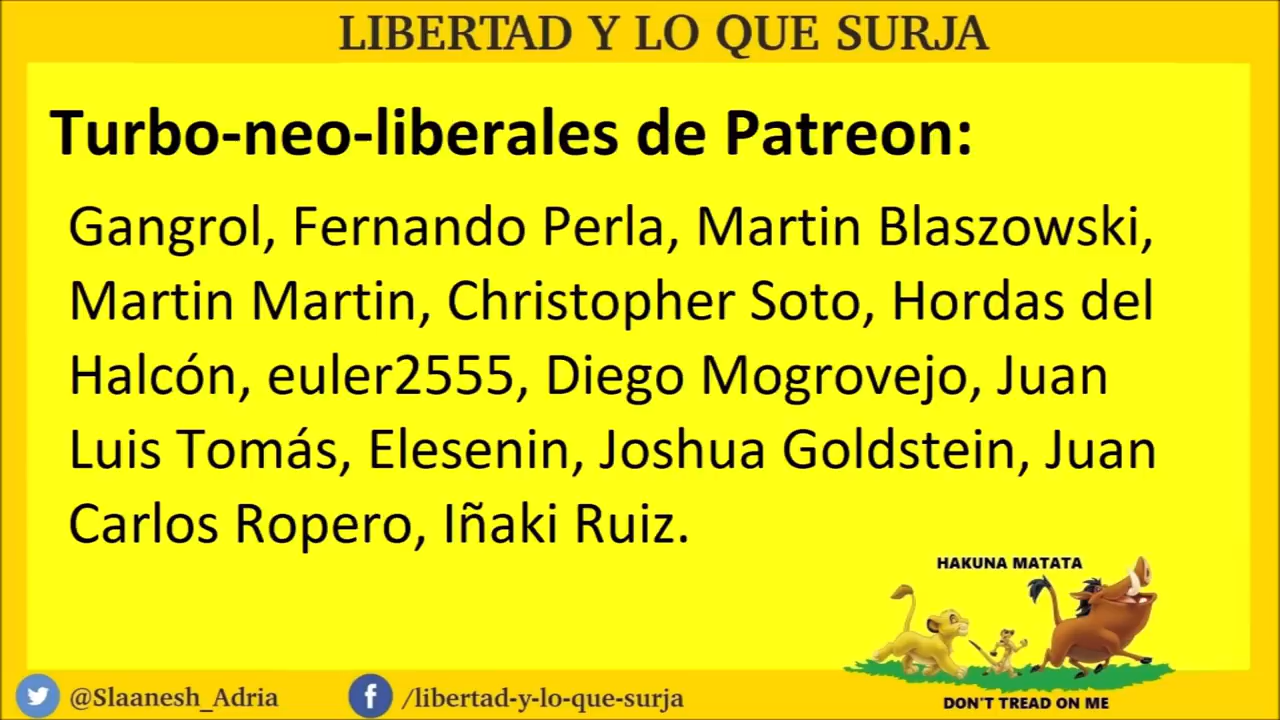 LIBERTAD Y LO QUE SURJA
Turbo-neo-liberales de Patreon:
Gangrol, Fernando Perla, Martin Blaszowski,
Martin Martin, Christopher Soto, Hordas del
Halcón, euler2555, Diego Mogrovejo, Juan
Luis Tomás, Elesenin, Joshua Goldstein, Juan
Carlos Ropero, Iñaki Ruiz.
HAKUNA MATATA
@Slaanesh_Adria
/libertad-y-lo-que-surja
DON'T TREAD ON ME